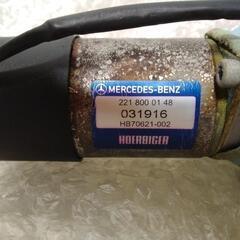 MERCEDES-BENZ
221 800 01 48
031916
HB70621-002
HOERBIGER